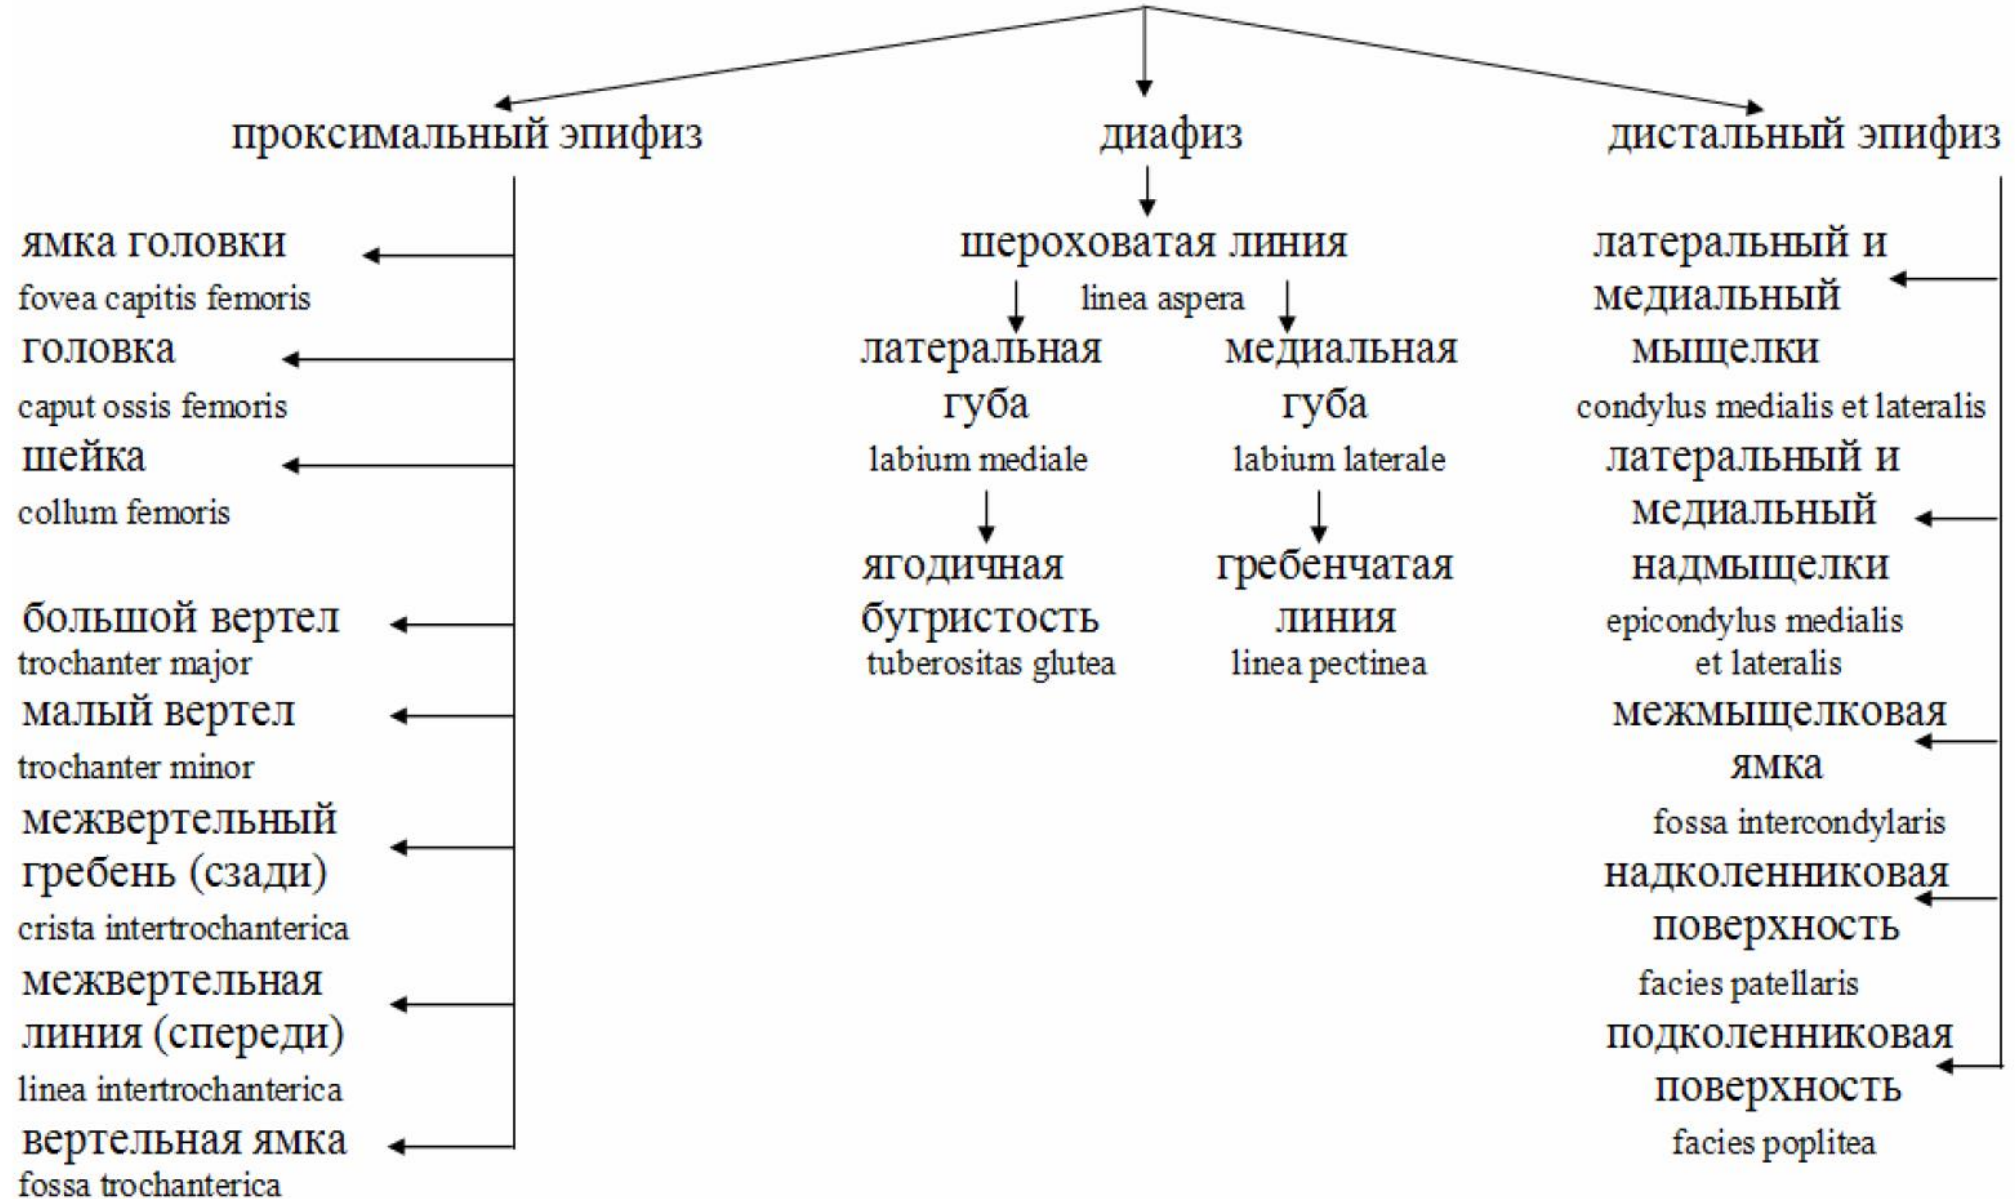 проксимальный эпифиз
ямка головки
fovea capitis femoris
головка
caput ossis femoris
шейка
collum femoris
большой вертел
trochanter major
малый вертел
trochanter minor
межвертельный
гребень (сзади)
crista intertrochanterica
межвертельная
линия (спереди)
linea intertrochanterica
вертельная ямка
fossa trochanterica
диафиз
шероховатая линия
linea aspera
латеральная
губа
labium mediale
ягодичная
бугристость
tuberositas glutea
медиальная
губа
labium laterale
гребенчатая
линия
linea pectinea
дистальный эпифиз
латеральный и
медиальный
мыщелки
condylus medialis et lateralis
латеральный и
медиальный
надмыщелки
epicondylus medialis
et lateralis
межмыщелковая
ямка
fossa intercondylaris
надколенниковая
поверхность
facies patellaris
подколенниковая
поверхность
facies poplitea